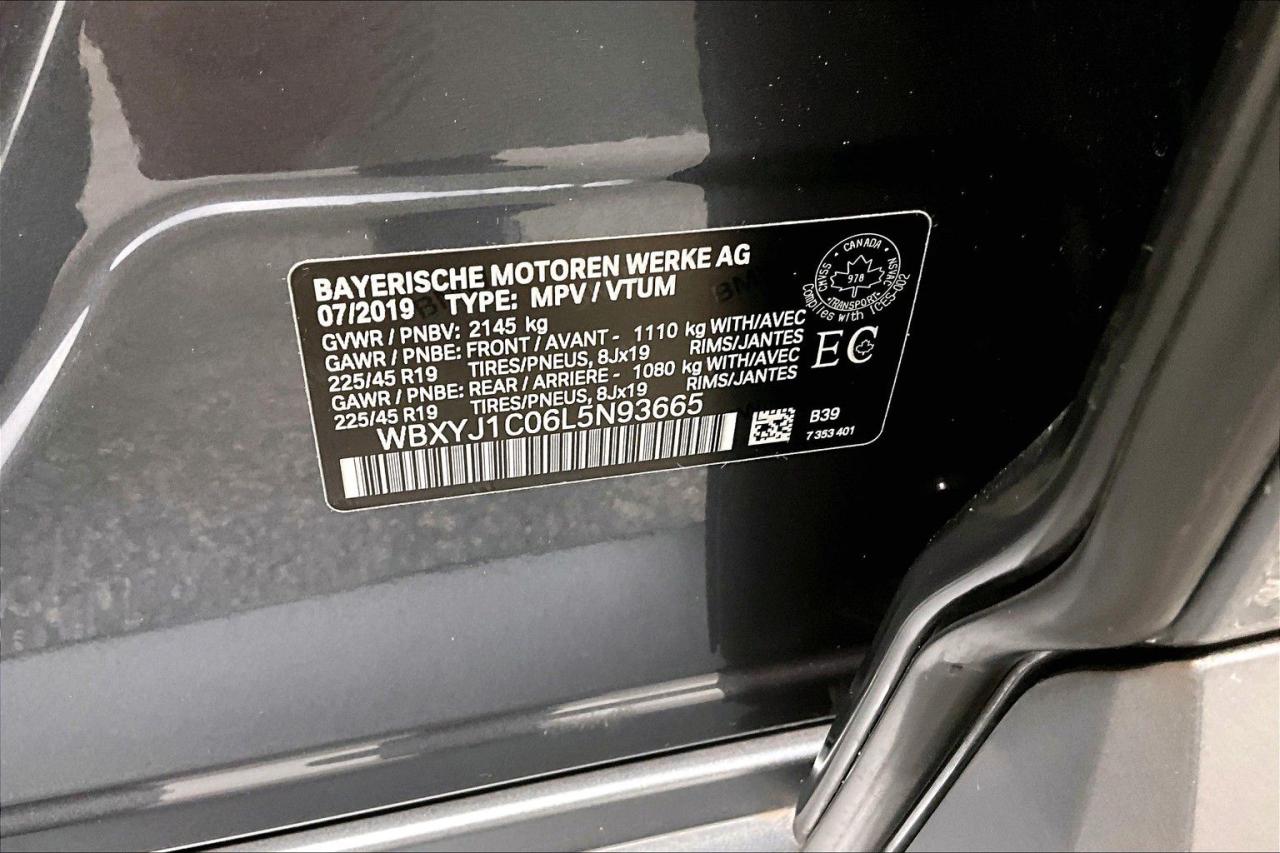 BAYERISCHE MOTOREN WERKE AG
07/2019 TYPE: MPV / VTUM
GVWR / PNBV: 2145 kg
GAWR / PNBE: FRONT / AVANT - 1110 kg WITH/AVEC
225/45 R19 TIRES/PNEUS, 8Jx19 RIMS/JANTES
GAWR / PNBE: REAR / ARRIERE - 1080 kg WITH/AVEC
225/45 R19 TIRES/PNEUS, 8Jx19 RIMS/JANTES
WBXYJ1C06L5N93665
CANADA
CMVSS
NSVAC
978
TRANSPORT
Complies with ICES-002
EC
B39
7 353 401